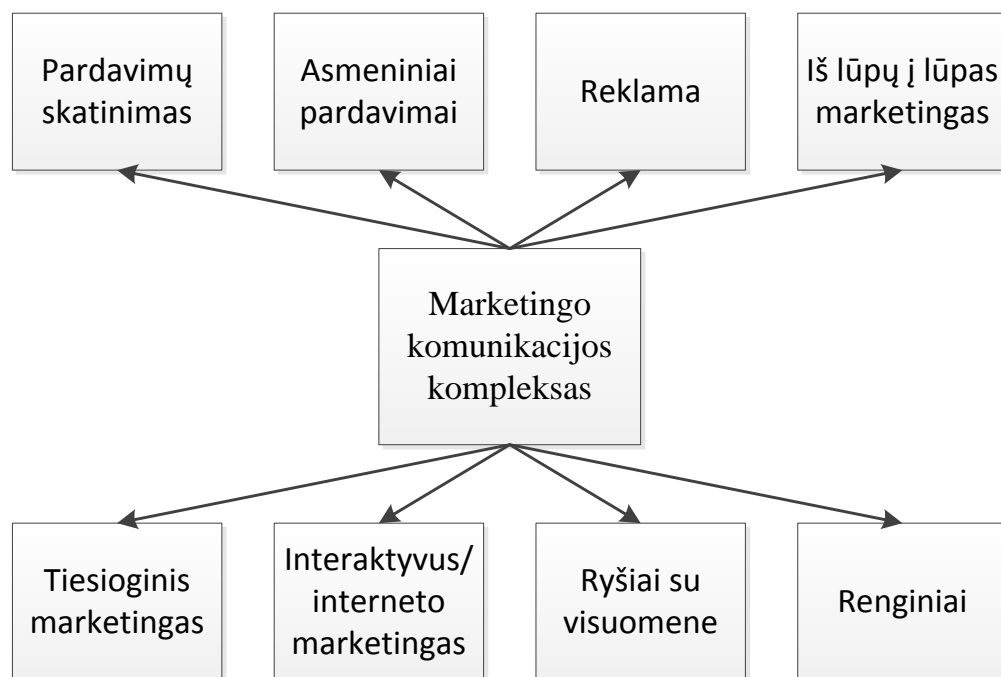 Pardavimų
skatinimas
Asmeniniai
pardavimai
Reklama
Iš lūpų į lūpas
marketingas
Marketingo
komunikacijos
kompleksas
Tiesioginis
marketingas
Interaktyvus/
interneto
marketingas
Ryšiai su
visuomene
Renginiai